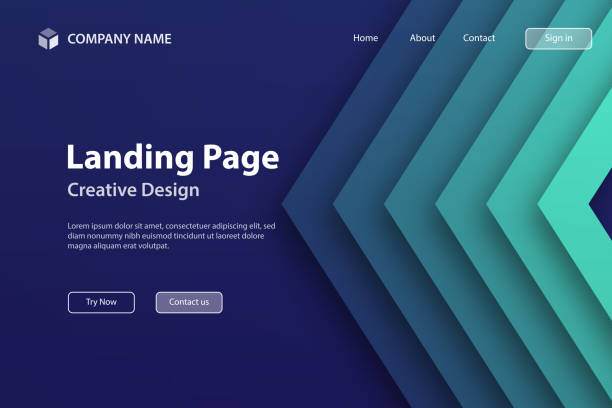 COMPANY NAME
Home
About
Contact
Sign in
Landing Page
Creative Design
Lorem ipsum dolor sit amet, consectetuer adipiscing elit, sed
diam nonummy nibh euismod tincidunt ut laoreet dolore
magna aliquam erat volutpat.
Try Now
Contact us